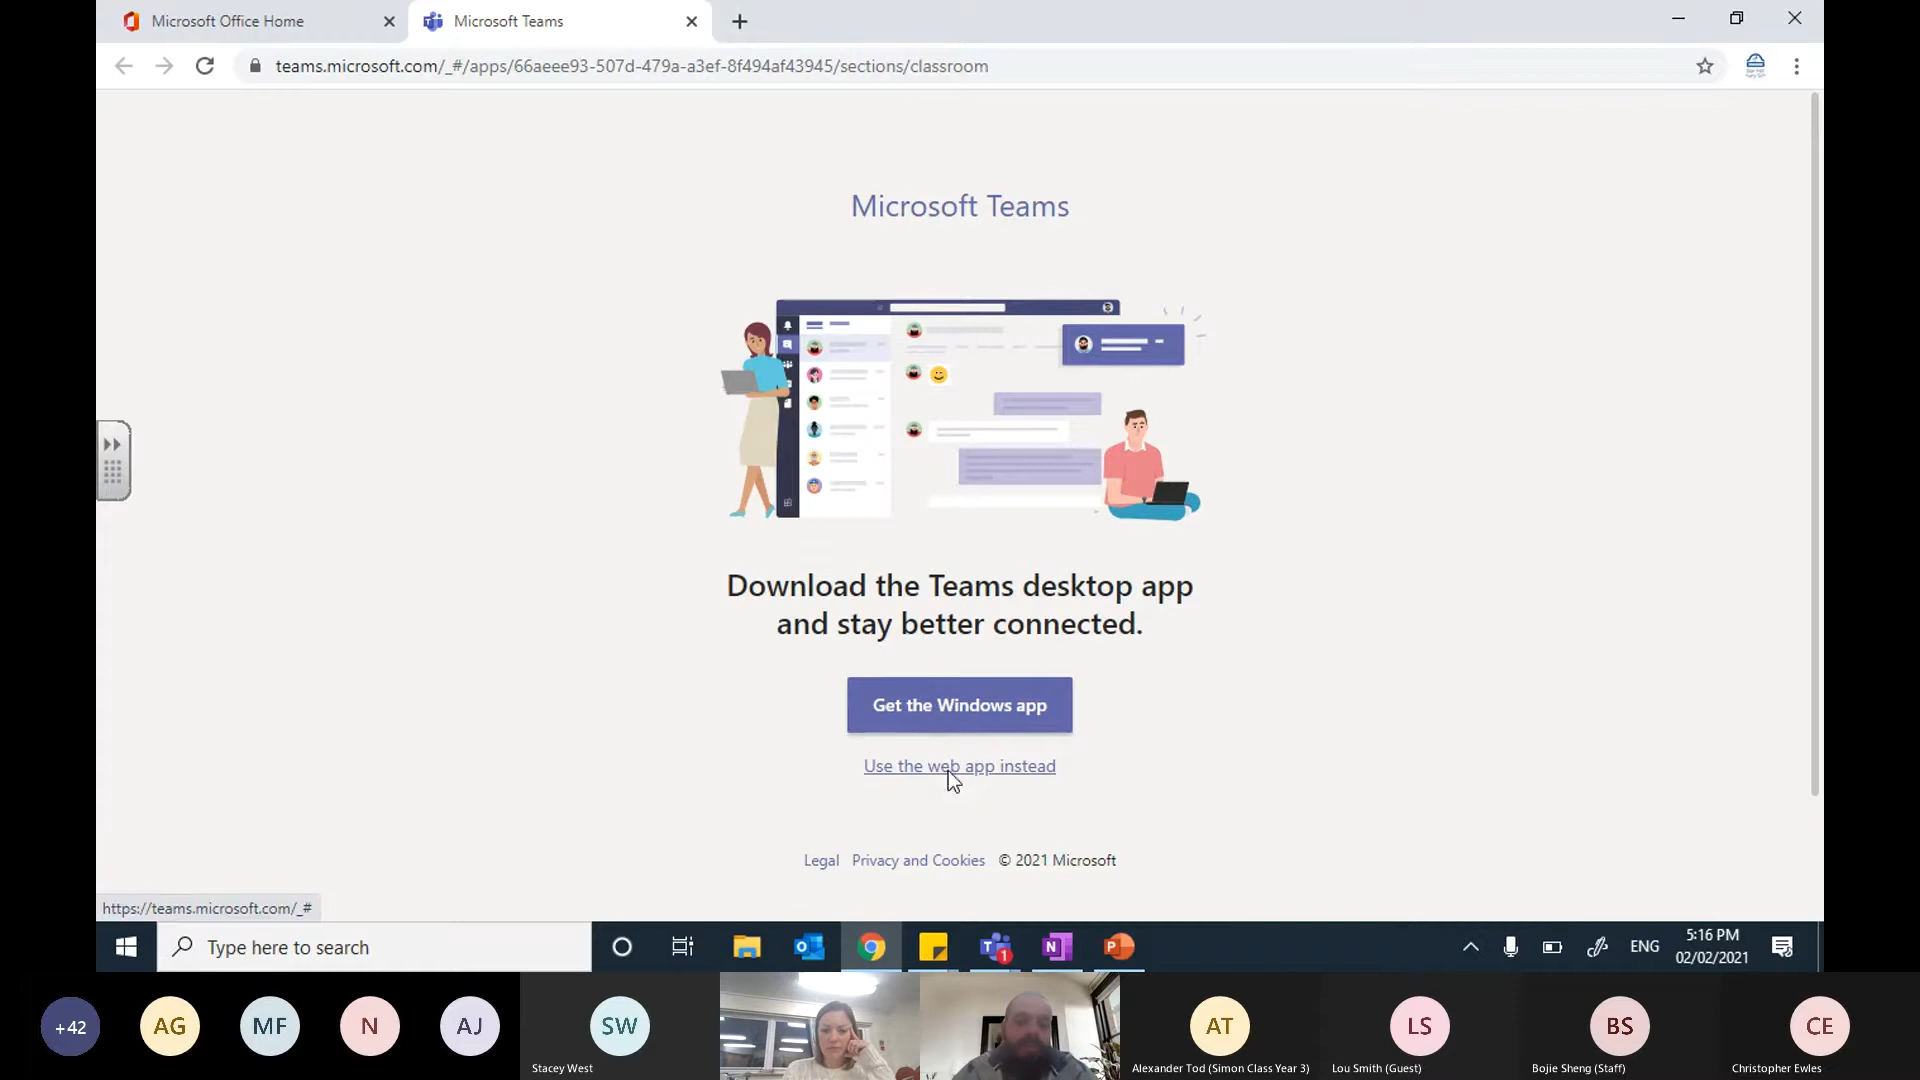 Microsoft Office Home
Microsoft Teams
teams.microsoft.com/_#/apps/66aeee93-507d-479a-a3ef-8f494af43945/sections/classroom
Microsoft Teams
Download the Teams desktop app
and stay better connected.
Get the Windows app
Use the web app instead
Legal Privacy and Cookies © 2021 Microsoft
https://teams.microsoft.com/_#
Type here to search
1
ENG
5:16 PM
02/02/2021
+42
AG
MF
N
AJ
SW
AT
LS
BS
CE
Stacey West
Alexander Tod (Simon Class Year 3)
Lou Smith (Guest)
Bojie Sheng (Staff)
Christopher Ewles